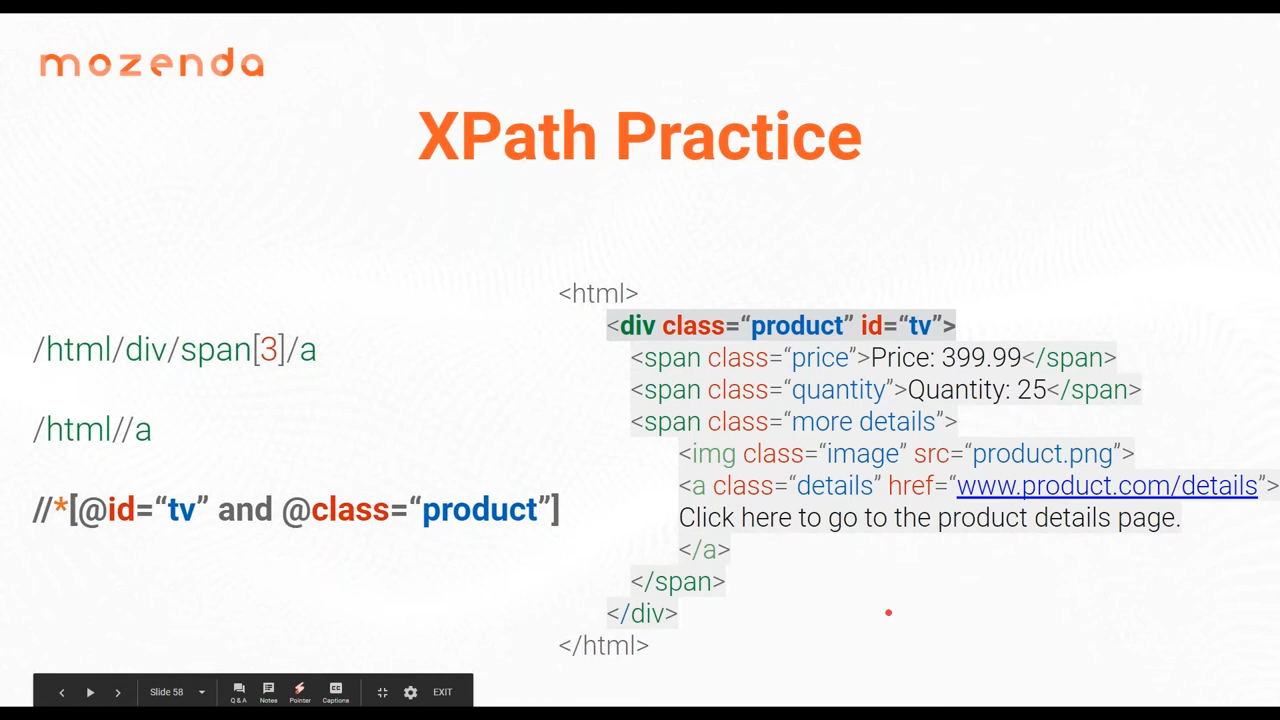 mozenda
XPath Practice
/html/div/span[3]/a
/html//a
//*[@id=“tv” and @class=“product”]
<html>
<div class=“product” id=“tv”>
<span class=“price”>Price: 399.99</span>
<span class=“quantity”>Quantity: 25</span>
<span class=“more details”>
<img class=“image” src=“product.png”>
<a class=“details” href=“www.product.com/details”>
Click here to go to the product details page.
</a>
</span>
</div>
</html>
Slide 58
Q & A Notes Pointer Captions
EXIT